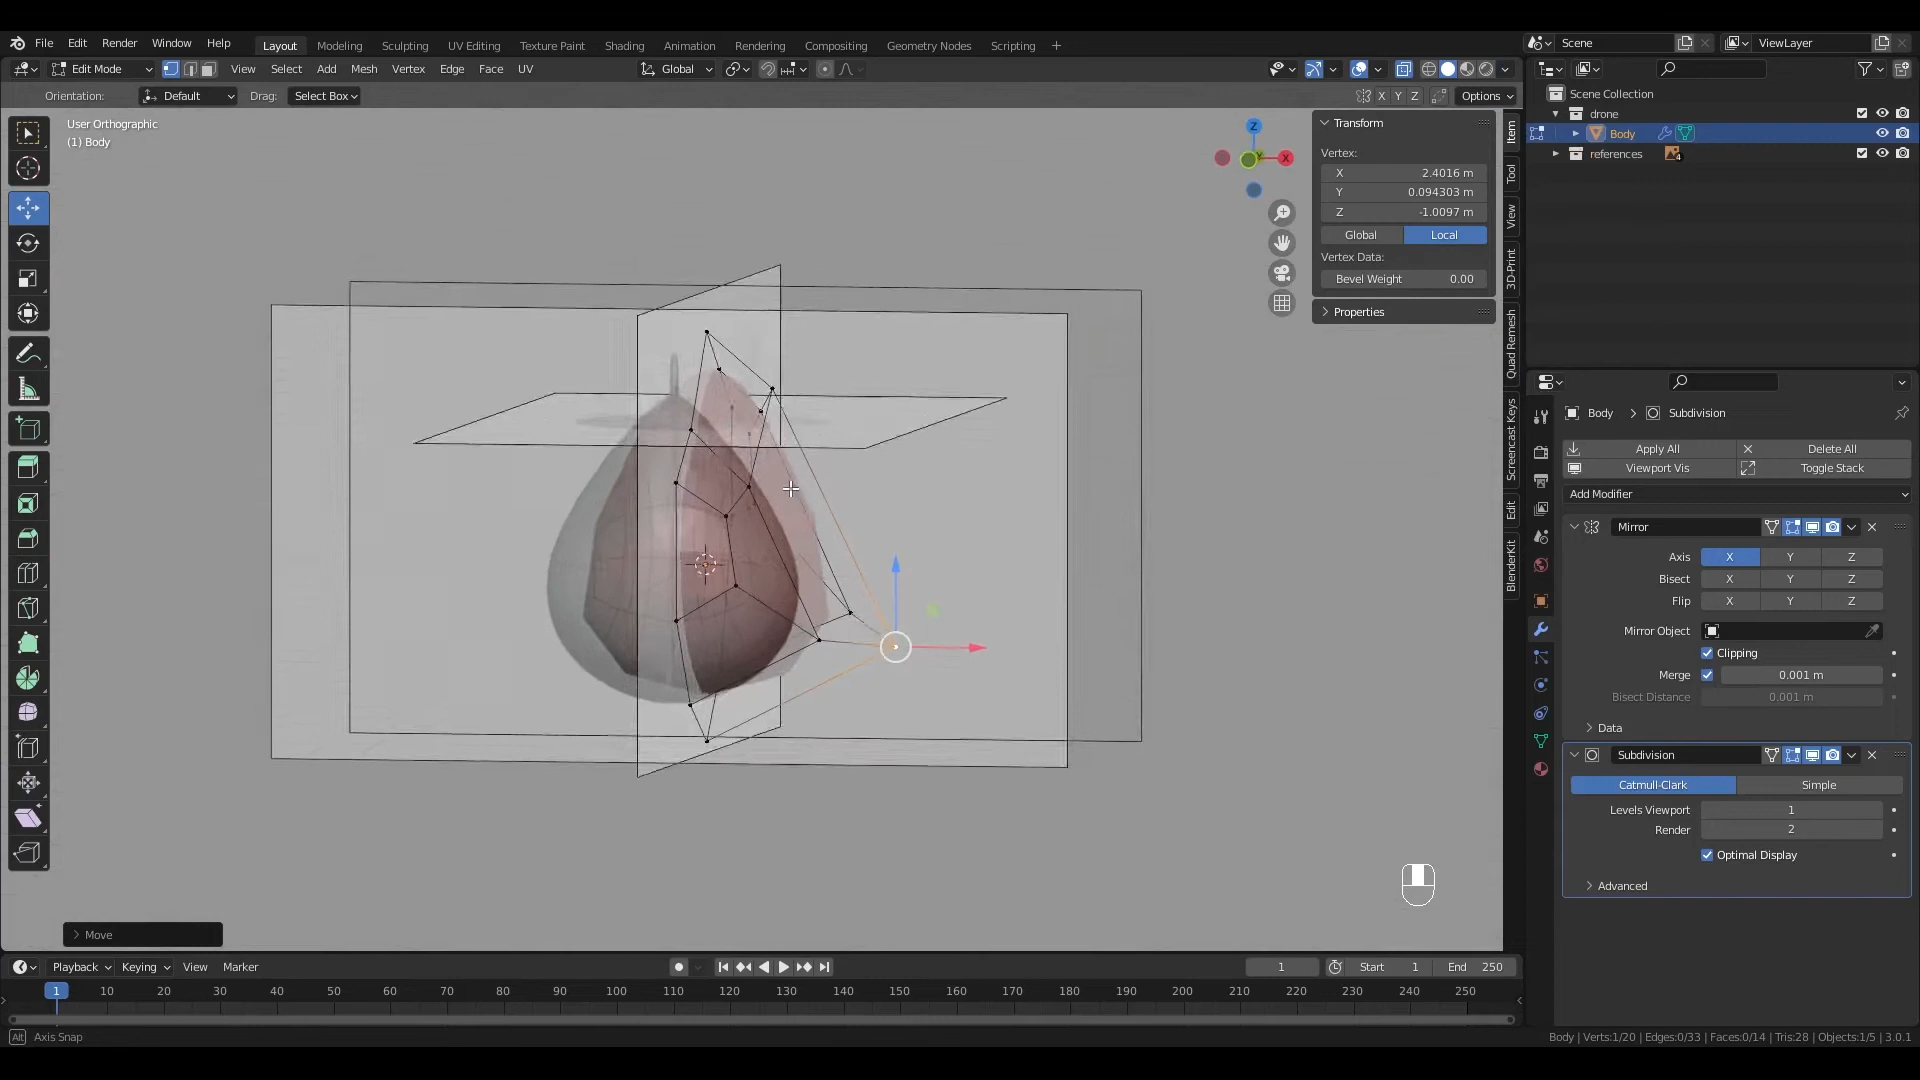 File Edit Render Window Help Layout Modeling Sculpting UV Editing Texture Paint Shading Animation Rendering Compositing Geometry Nodes Scripting + Scene ViewLayer
Edit Mode View Select Add Mesh Vertex Edge Face UV Global
Orientation: Default Drag: Select Box X Y Z Options
User Orthographic
(1) Body
Z
X
Transform
Vertex:
X 2.4016 m
Y 0.094303 m
Z -1.0097 m
Global Local
Vertex Data:
Bevel Weight 0.00
Properties
Item
Tool
View
3D-Print
Quad Remesh
Screencast Keys
Edit
BlenderKit
Scene Collection
drone
Body
references 4
Body > Subdivision
Apply All Delete All
Viewport Vis Toggle Stack
Add Modifier
Mirror
Axis X Y Z
Bisect X Y Z
Flip X Y Z
Mirror Object
Clipping
Merge 0.001 m
Bisect Distance 0.001 m
Data
Subdivision
Catmull-Clark Simple
Levels Viewport 1
Render 2
Optimal Display
Advanced
Move
Playback Keying View Marker 1 Start 1 End 250
1 10 20 30 40 50 60 70 80 90 100 110 120 130 140 150 160 170 180 190 200 210 220 230 240 250
Alt Axis Snap
Body | Verts:1/20 | Edges:0/33 | Faces:0/14 | Tris:28 | Objects:1/5 | 3.0.1